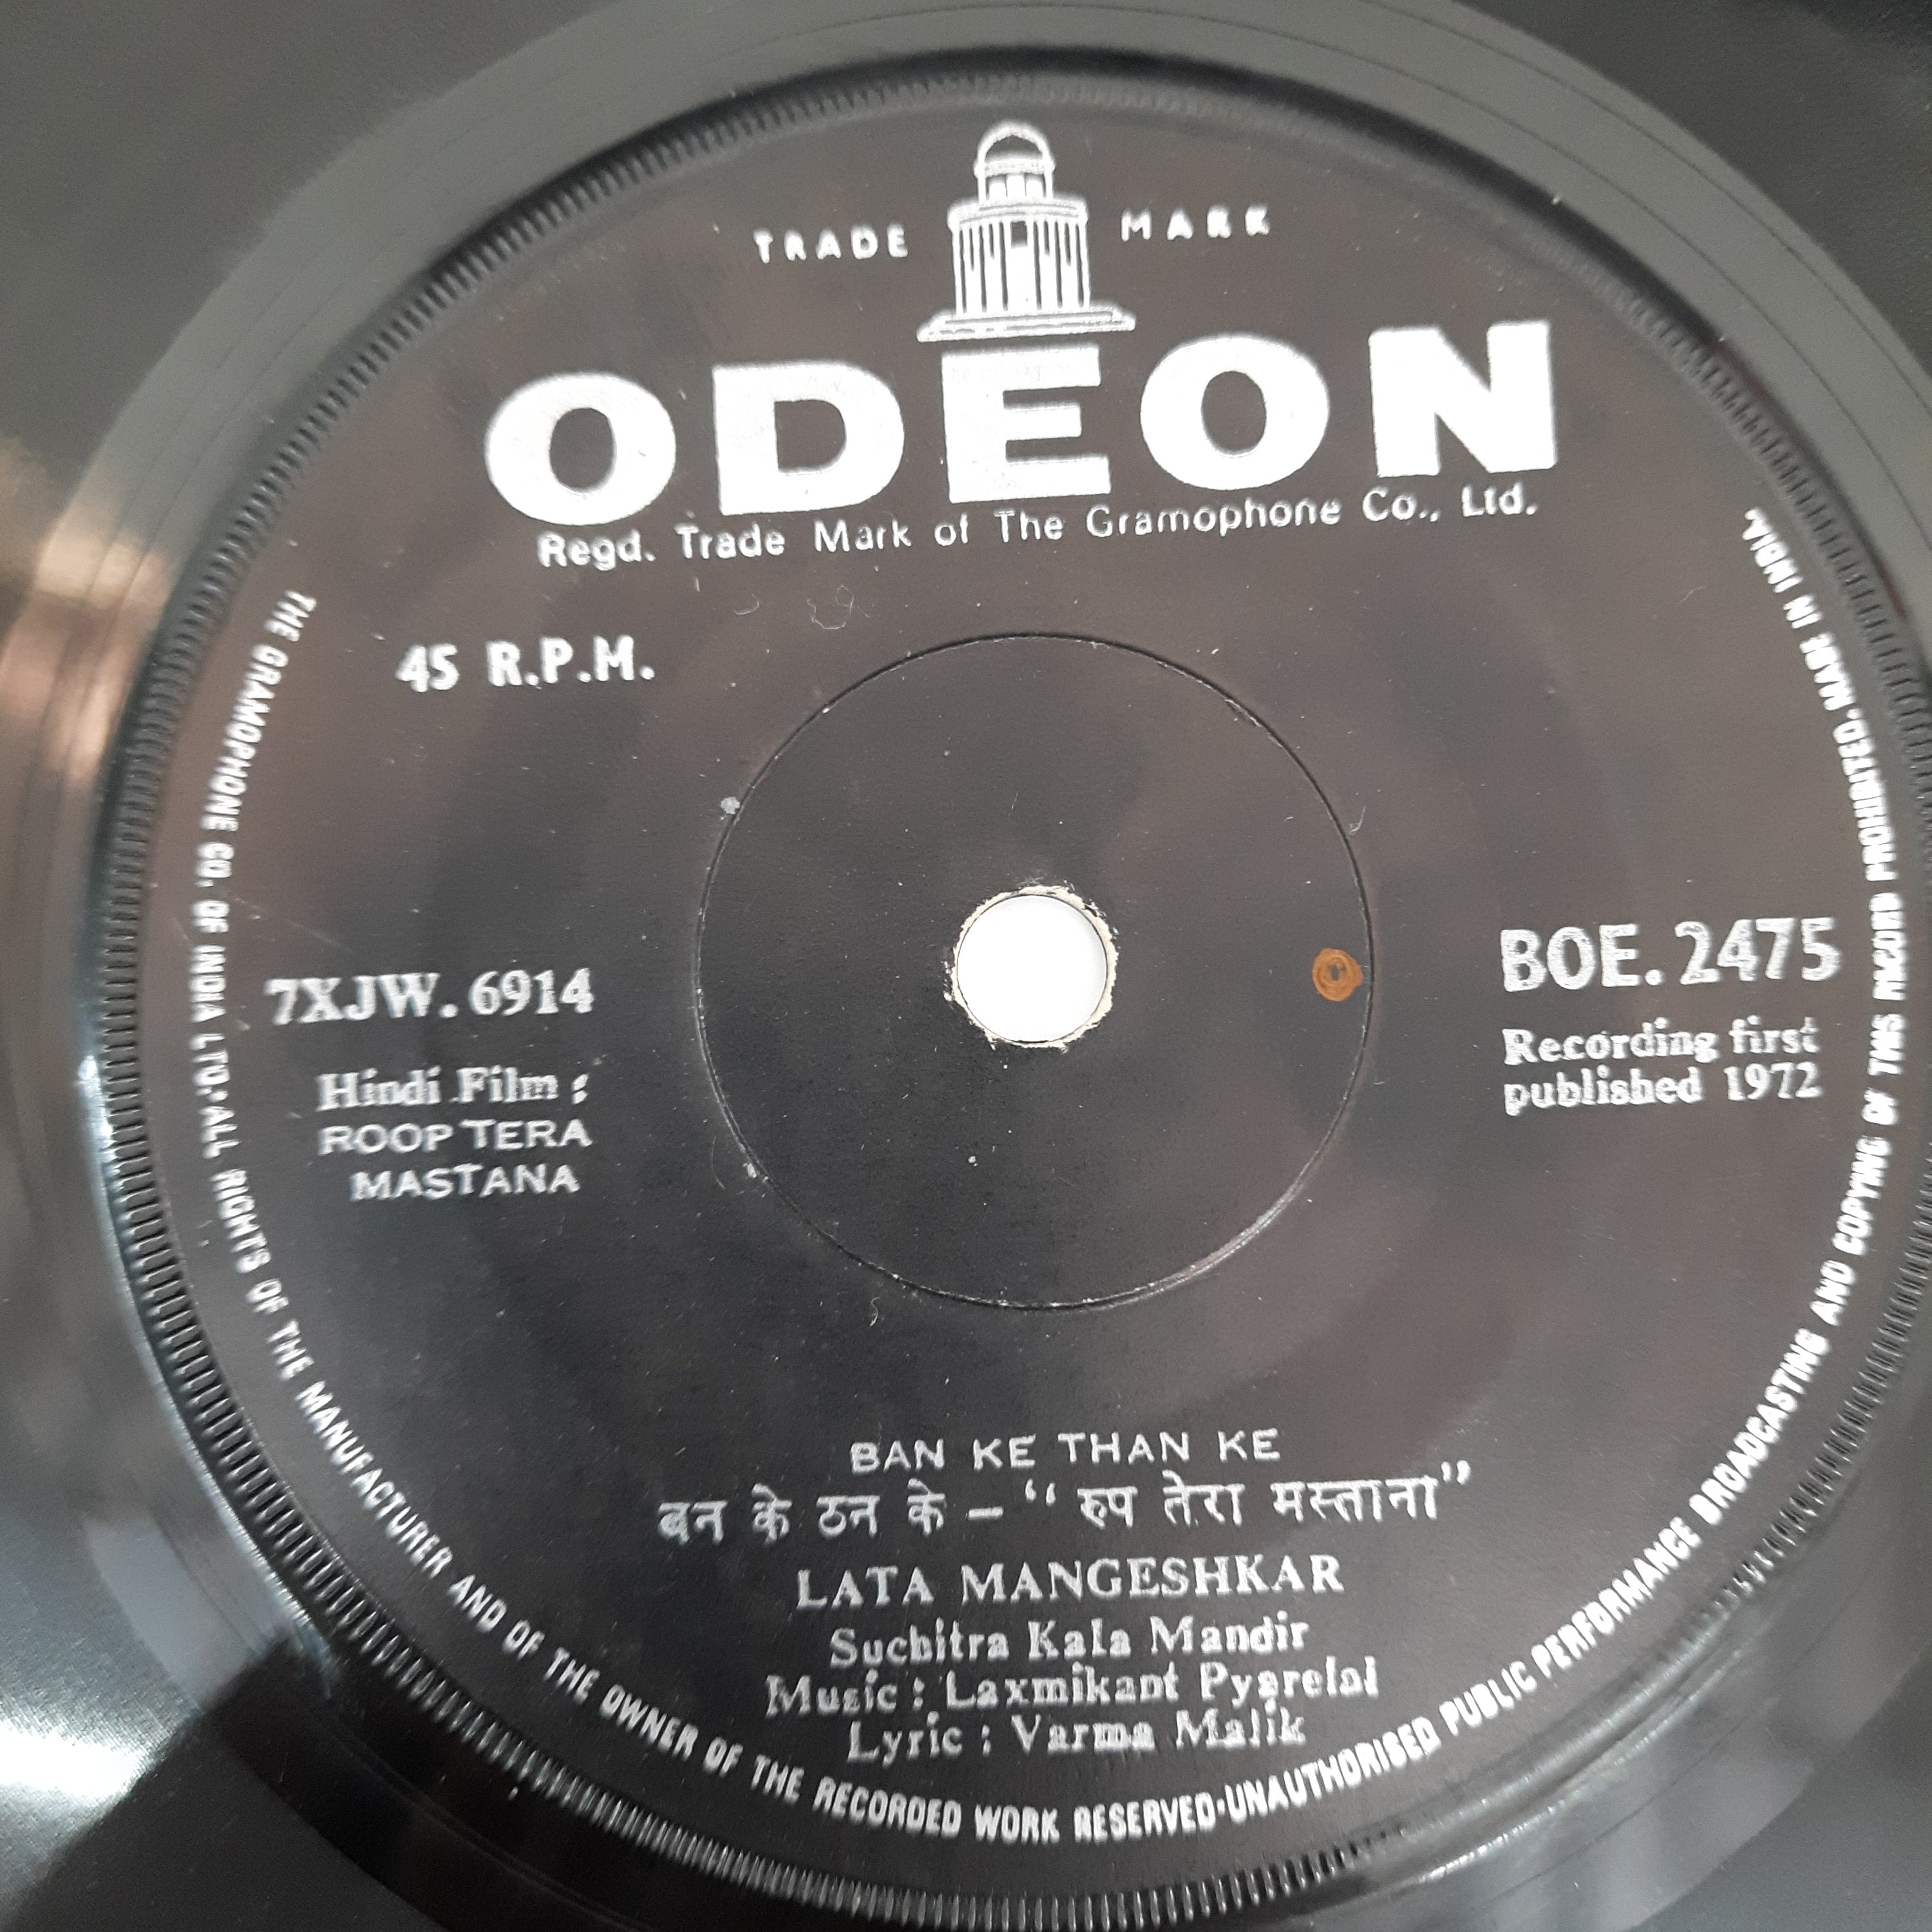 TRADE MARK
ODEON
Regd. Trade Mark of The Gramophone Co., Ltd.
45 R.P.M.
7XJW. 6914
Hindi Film :
ROOP TERA
MASTANA
BOE. 2475
Recording first
published 1972
BAN KE THAN KE
बन के ठन के – “ रुप तेरा मस्ताना”
LATA MANGESHKAR
Suchitra Kala Mandir
Music : Laxmikant Pyarelal
Lyric : Varma Malik
THE GRAMOPHONE CO. OF INDIA LTD. ALL RIGHTS OF THE MANUFACTURER AND OF THE OWNER OF THE RECORDED WORK RESERVED·UNAUTHORISED PUBLIC PERFORMANCE BROADCASTING AND COPYING OF THIS RECORD PROHIBITED. MADE IN INDIA.